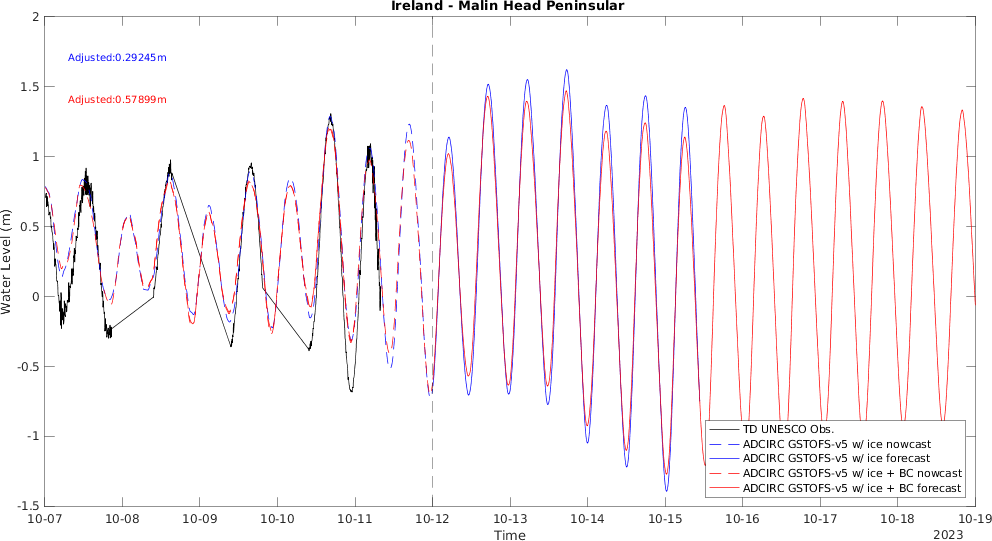 Ireland - Malin Head Peninsular
2
Adjusted:0.29245m
1.5
Adjusted:0.57899m
1
0.5
Water Level (m)
0
-0.5
-1
TD UNESCO Obs.
ADCIRC GSTOFS-v5 w/ ice nowcast
ADCIRC GSTOFS-v5 w/ ice forecast
ADCIRC GSTOFS-v5 w/ ice + BC nowcast
ADCIRC GSTOFS-v5 w/ ice + BC forecast
-1.5
10-07 10-08 10-09 10-10 10-11 10-12 10-13 10-14 10-15 10-16 10-17 10-18 10-19
Time
2023